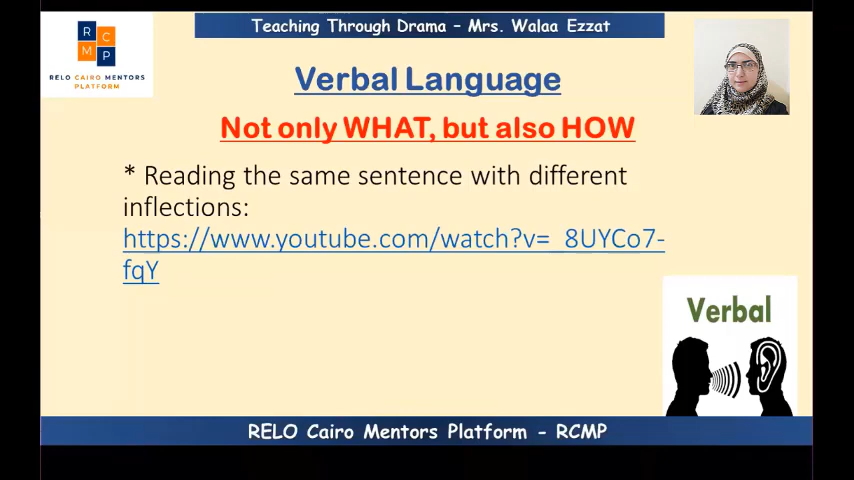 Teaching Through Drama – Mrs. Walaa Ezzat
R
C
M
P
RELO CAIRO MENTORS
PLATFORM
Verbal Language
Not only WHAT, but also HOW
* Reading the same sentence with different
inflections:
https://www.youtube.com/watch?v=_8UYCo7-
fqY
Verbal
RELO Cairo Mentors Platform - RCMP